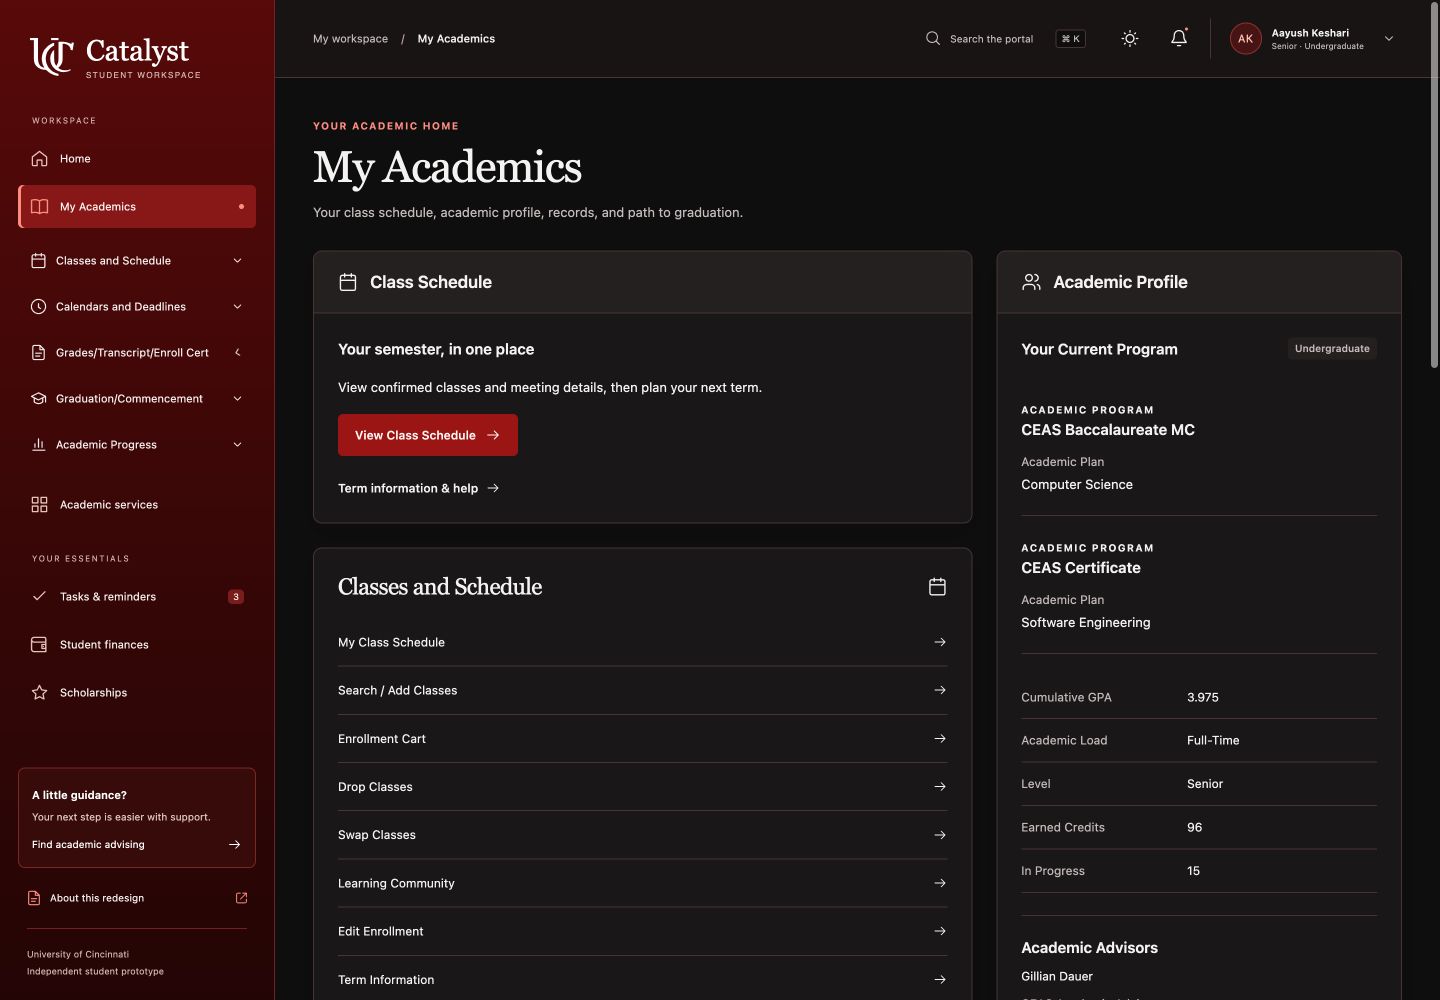 UC Catalyst
STUDENT WORKSPACE
WORKSPACE
Home
My Academics
Classes and Schedule
Calendars and Deadlines
Grades/Transcript/Enroll Cert
Graduation/Commencement
Academic Progress
Academic services
YOUR ESSENTIALS
Tasks & reminders 3
Student finances
Scholarships
A little guidance?
Your next step is easier with support.
Find academic advising
About this redesign
University of Cincinnati
Independent student prototype
My workspace / My Academics
Search the portal ⌘ K
AK
Aayush Keshari
Senior · Undergraduate
YOUR ACADEMIC HOME
My Academics
Your class schedule, academic profile, records, and path to graduation.
Class Schedule
Your semester, in one place
View confirmed classes and meeting details, then plan your next term.
View Class Schedule
Term information & help
Classes and Schedule
My Class Schedule
Search / Add Classes
Enrollment Cart
Drop Classes
Swap Classes
Learning Community
Edit Enrollment
Term Information
Academic Profile
Your Current Program Undergraduate
ACADEMIC PROGRAM
CEAS Baccalaureate MC
Academic Plan
Computer Science
ACADEMIC PROGRAM
CEAS Certificate
Academic Plan
Software Engineering
Cumulative GPA 3.975
Academic Load Full-Time
Level Senior
Earned Credits 96
In Progress 15
Academic Advisors
Gillian Dauer